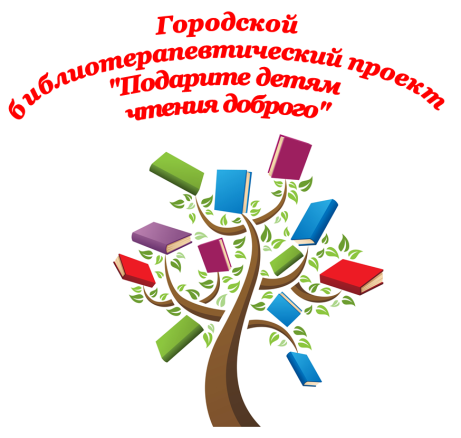 Городской
библиотерапевтический проект
"Подарите детям
чтения доброго"